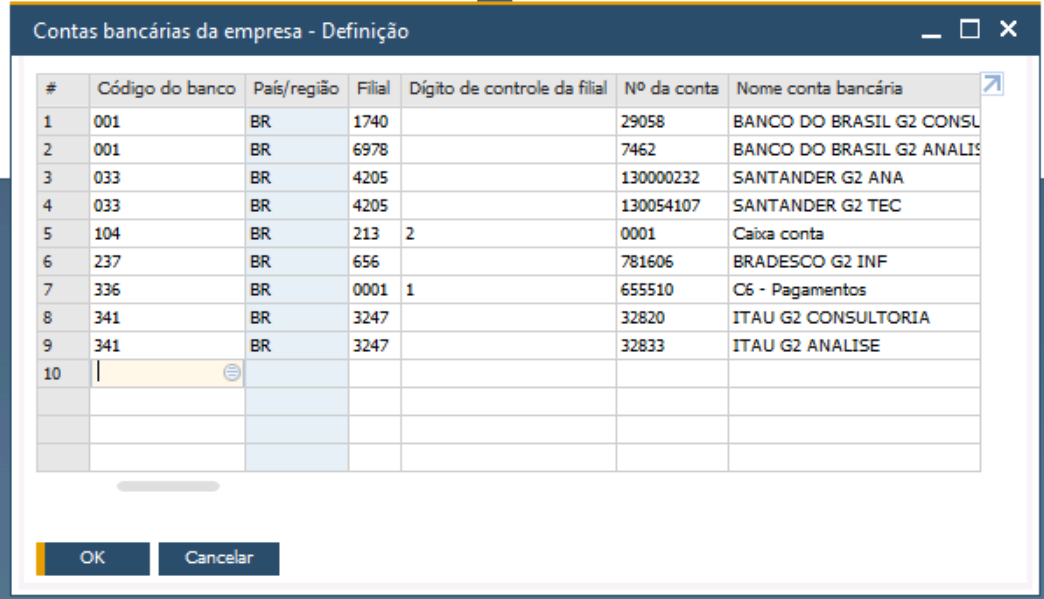 Contas bancárias da empresa - Definição
# Código do banco País/região Filial Dígito de controle da filial Nº da conta Nome conta bancária
1 001 BR 1740 29058 BANCO DO BRASIL G2 CONSU
2 001 BR 6978 7462 BANCO DO BRASIL G2 ANALIS
3 033 BR 4205 130000232 SANTANDER G2 ANA
4 033 BR 4205 130054107 SANTANDER G2 TEC
5 104 BR 213 2 0001 Caixa conta
6 237 BR 656 781606 BRADESCO G2 INF
7 336 BR 0001 1 655510 C6 - Pagamentos
8 341 BR 3247 32820 ITAU G2 CONSULTORIA
9 341 BR 3247 32833 ITAU G2 ANALISE
10
OK Cancelar